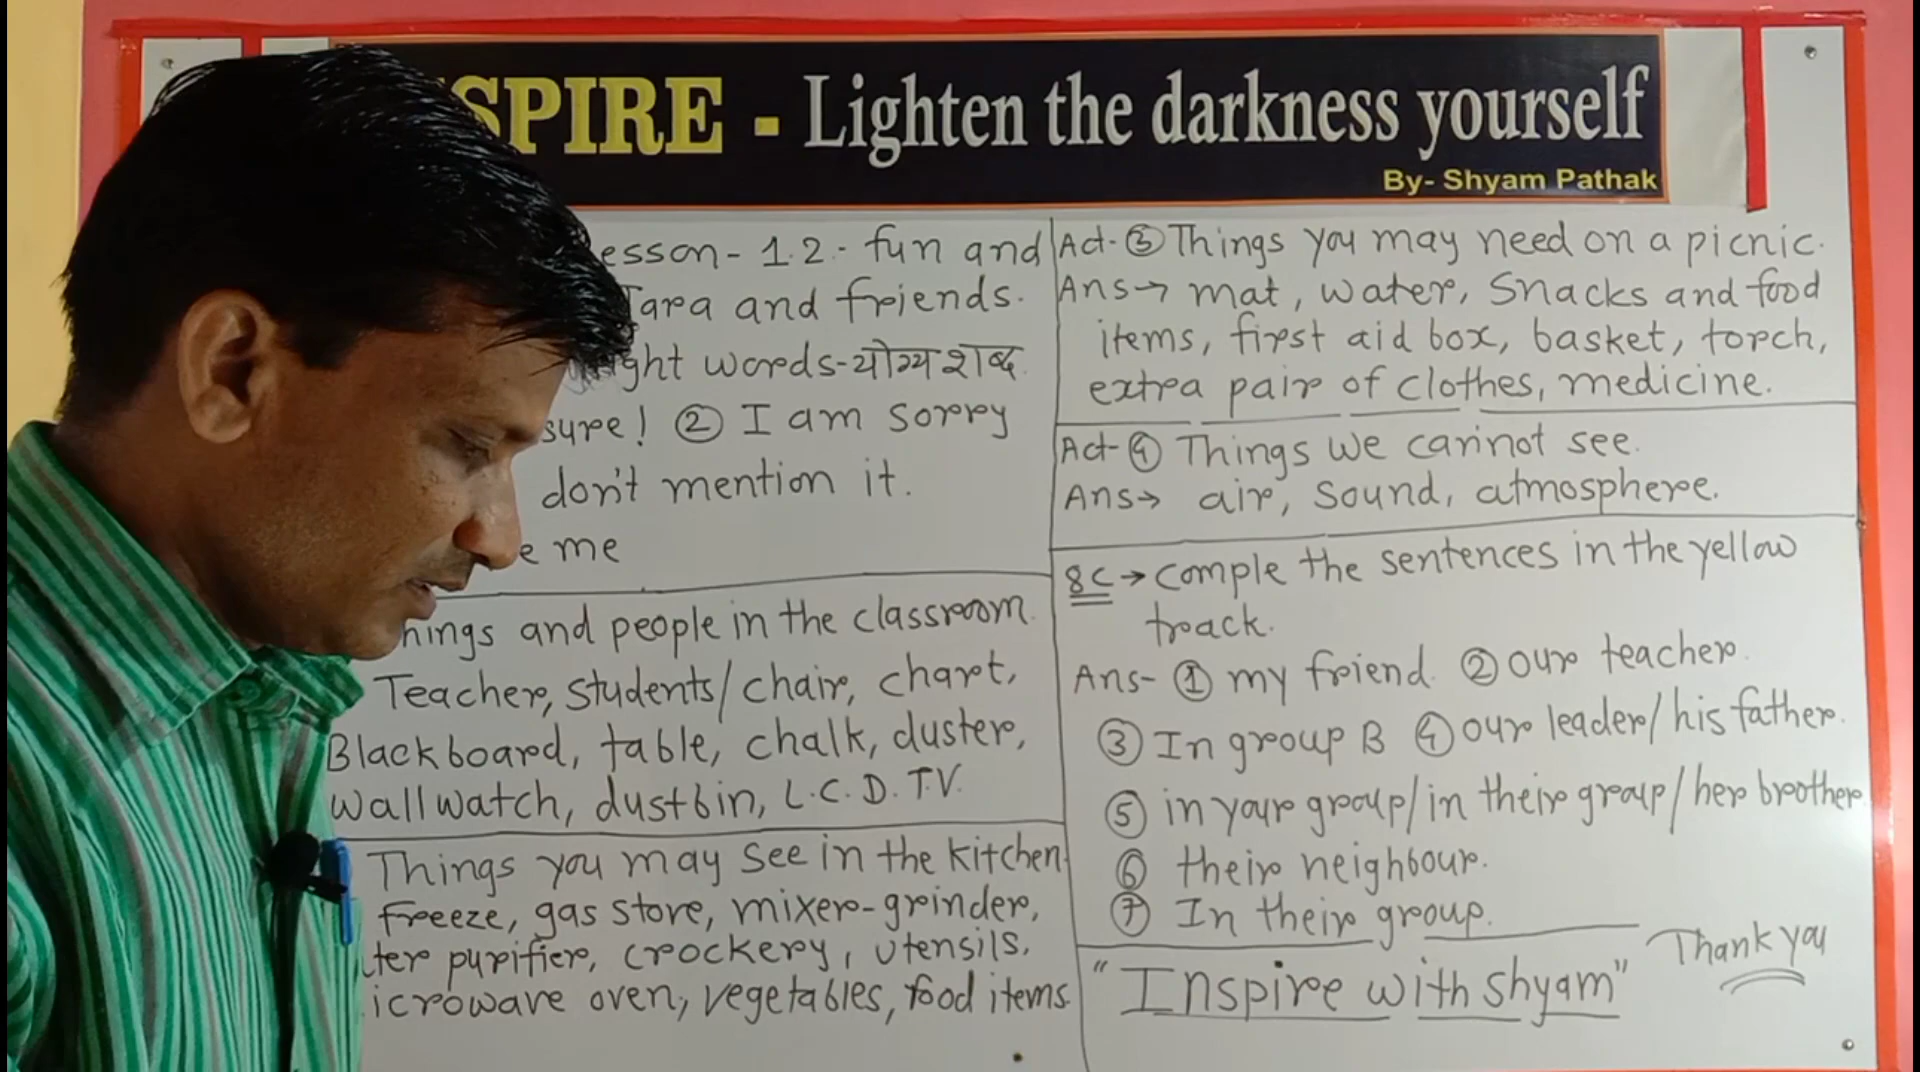 SPIRE - Lighten the darkness yourself
By- Shyam Pathak
esson - 1.2.- fun and
Tara and friends.
ght words-योग्य शब्द.
sure! ② I am sorry
don't mention it.
e me
hings and people in the classroom.
Teacher, students/chair, chart,
Blackboard, table, chalk, duster,
wall watch, dustbin, L.C.D. T.V.
Things you may see in the kitchen.
freeze, gas store, mixer-grinder,
ter purifier, crockery, utensils,
icrowave oven, vegetables, food items
Act-③ Things you may need on a picnic.
Ans→ mat, water, snacks and food
items, first aid box, basket, torch,
extra pair of clothes, medicine.
Act-④ Things we cannot see.
Ans→ air, sound, atmosphere.
8C→ comple the sentences in the yellow
track.
Ans- ① my friend. ② our teacher.
③ In group B ④ our leader/his father.
⑤ in your group/in their group/her brother.
⑥ their neighbour.
⑦ In their group.
Thank you
"Inspire with shyam"